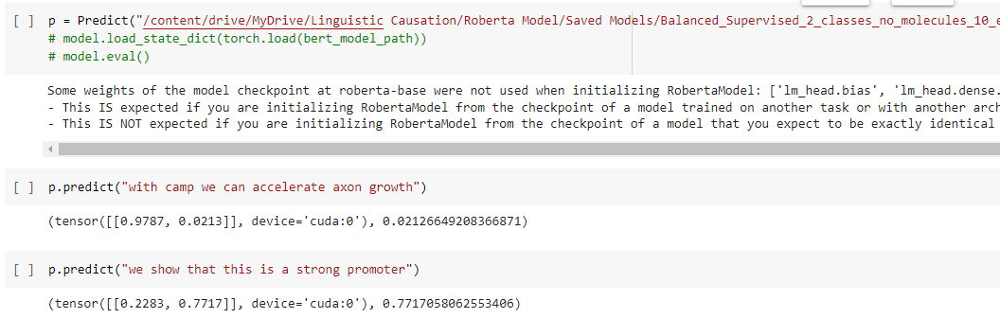 [ ] p = Predict("/content/drive/MyDrive/Linguistic Causation/Roberta Model/Saved Models/Balanced_Supervised_2_classes_no_molecules_10_e
# model.load_state_dict(torch.load(bert_model_path))
# model.eval()
Some weights of the model checkpoint at roberta-base were not used when initializing RobertaModel: ['lm_head.bias', 'lm_head.dense.
- This IS expected if you are initializing RobertaModel from the checkpoint of a model trained on another task or with another arch
- This IS NOT expected if you are initializing RobertaModel from the checkpoint of a model that you expect to be exactly identical
[ ] p.predict("with camp we can accelerate axon growth")
(tensor([[0.9787, 0.0213]], device='cuda:0'), 0.02126649208366871)
[ ] p.predict("we show that this is a strong promoter")
(tensor([[0.2283, 0.7717]], device='cuda:0'), 0.7717058062553406)